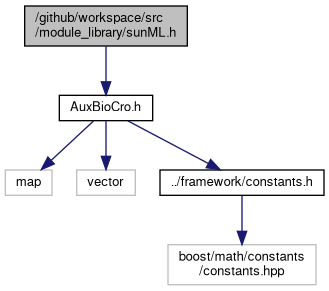 /github/workspace/src
/module_library/sunML.h
AuxBioCro.h
map
vector
../framework/constants.h
boost/math/constants
/constants.hpp